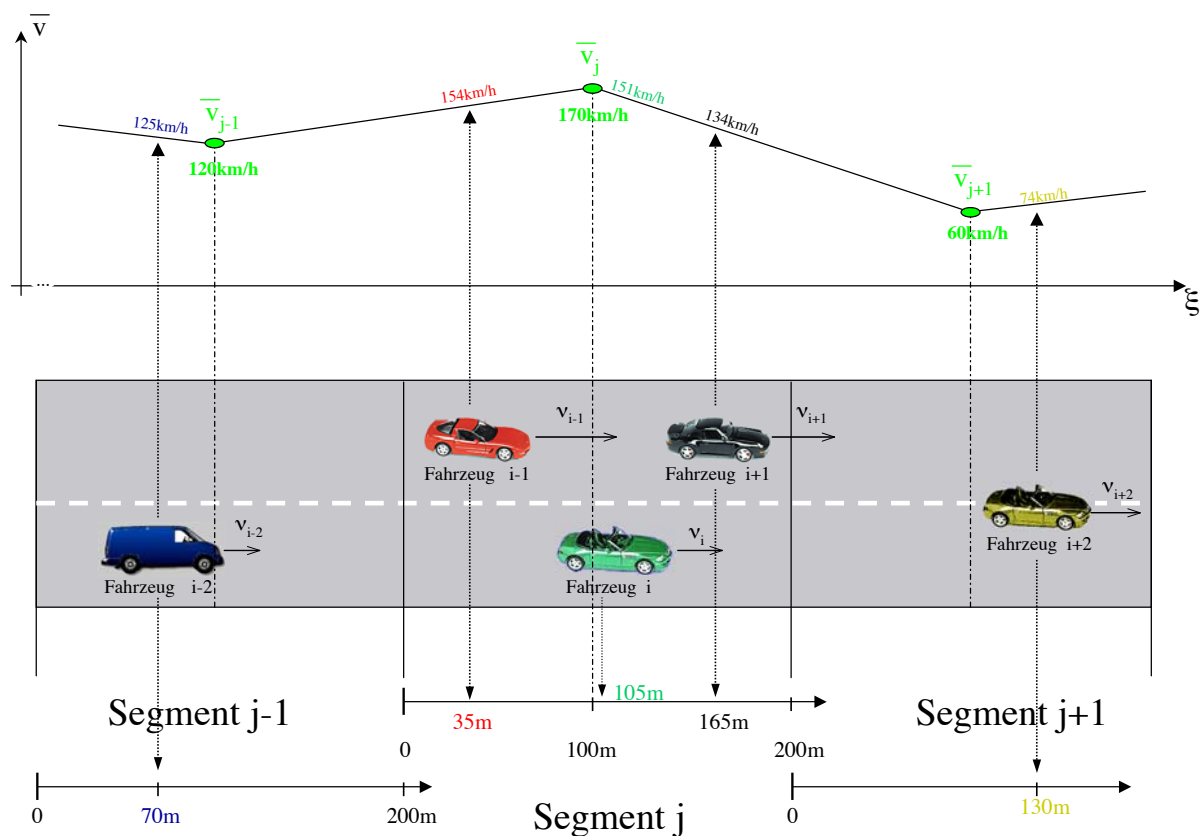 v
v̅j
151km/h
154km/h
v̅j-1
125km/h
170km/h
134km/h
120km/h
v̅j+1
74km/h
60km/h
...
ξ
νi-1
νi+1
Fahrzeug i-1
Fahrzeug i+1
νi+2
νi-2
νi
Fahrzeug i+2
Fahrzeug i-2
Fahrzeug i
105m
Segment j-1
Segment j+1
35m
165m
0
100m
200m
0
70m
200m
Segment j
0
130m